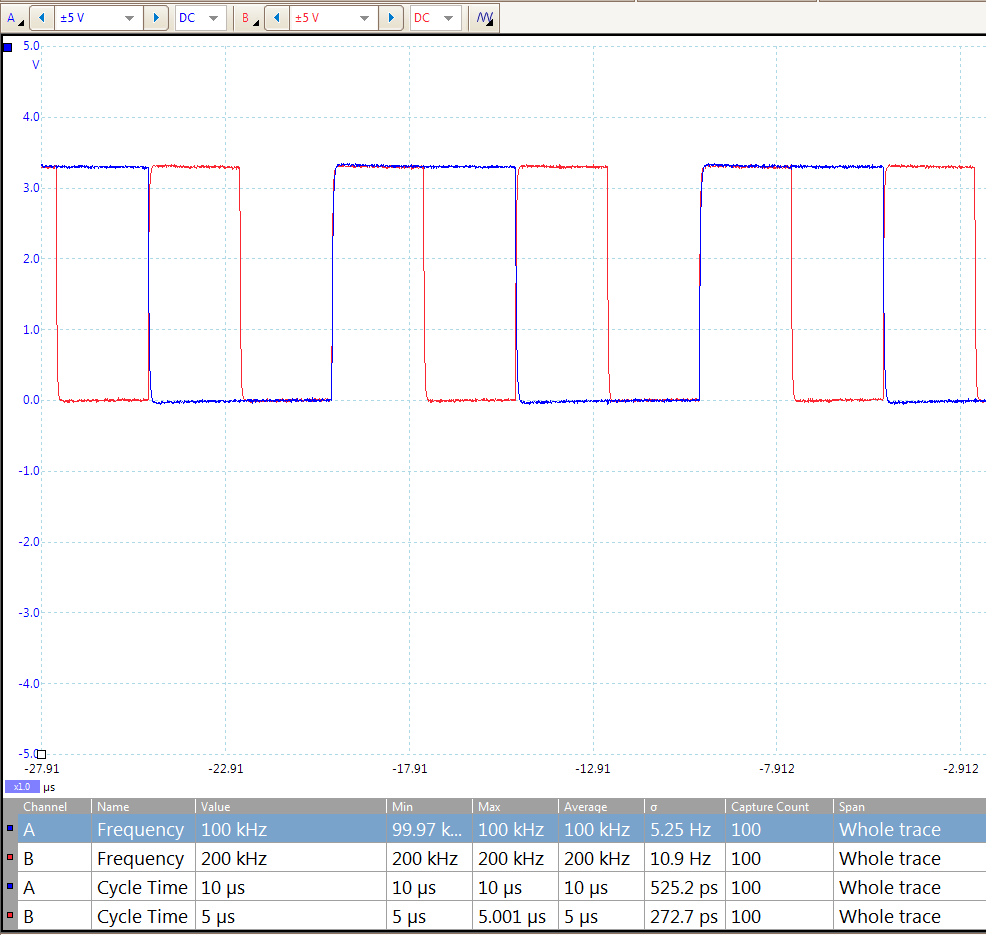 A ±5 V DC B ±5 V DC
5.0
V
4.0
3.0
2.0
1.0
0.0
-1.0
-2.0
-3.0
-4.0
-5.0
-27.91 -22.91 -17.91 -12.91 -7.912 -2.912
x1.0 µs
Channel Name Value Min Max Average σ Capture Count Span
A Frequency 100 kHz 99.97 k... 100 kHz 100 kHz 5.25 Hz 100 Whole trace
B Frequency 200 kHz 200 kHz 200 kHz 200 kHz 10.9 Hz 100 Whole trace
A Cycle Time 10 µs 10 µs 10 µs 10 µs 525.2 ps 100 Whole trace
B Cycle Time 5 µs 5 µs 5.001 µs 5 µs 272.7 ps 100 Whole trace